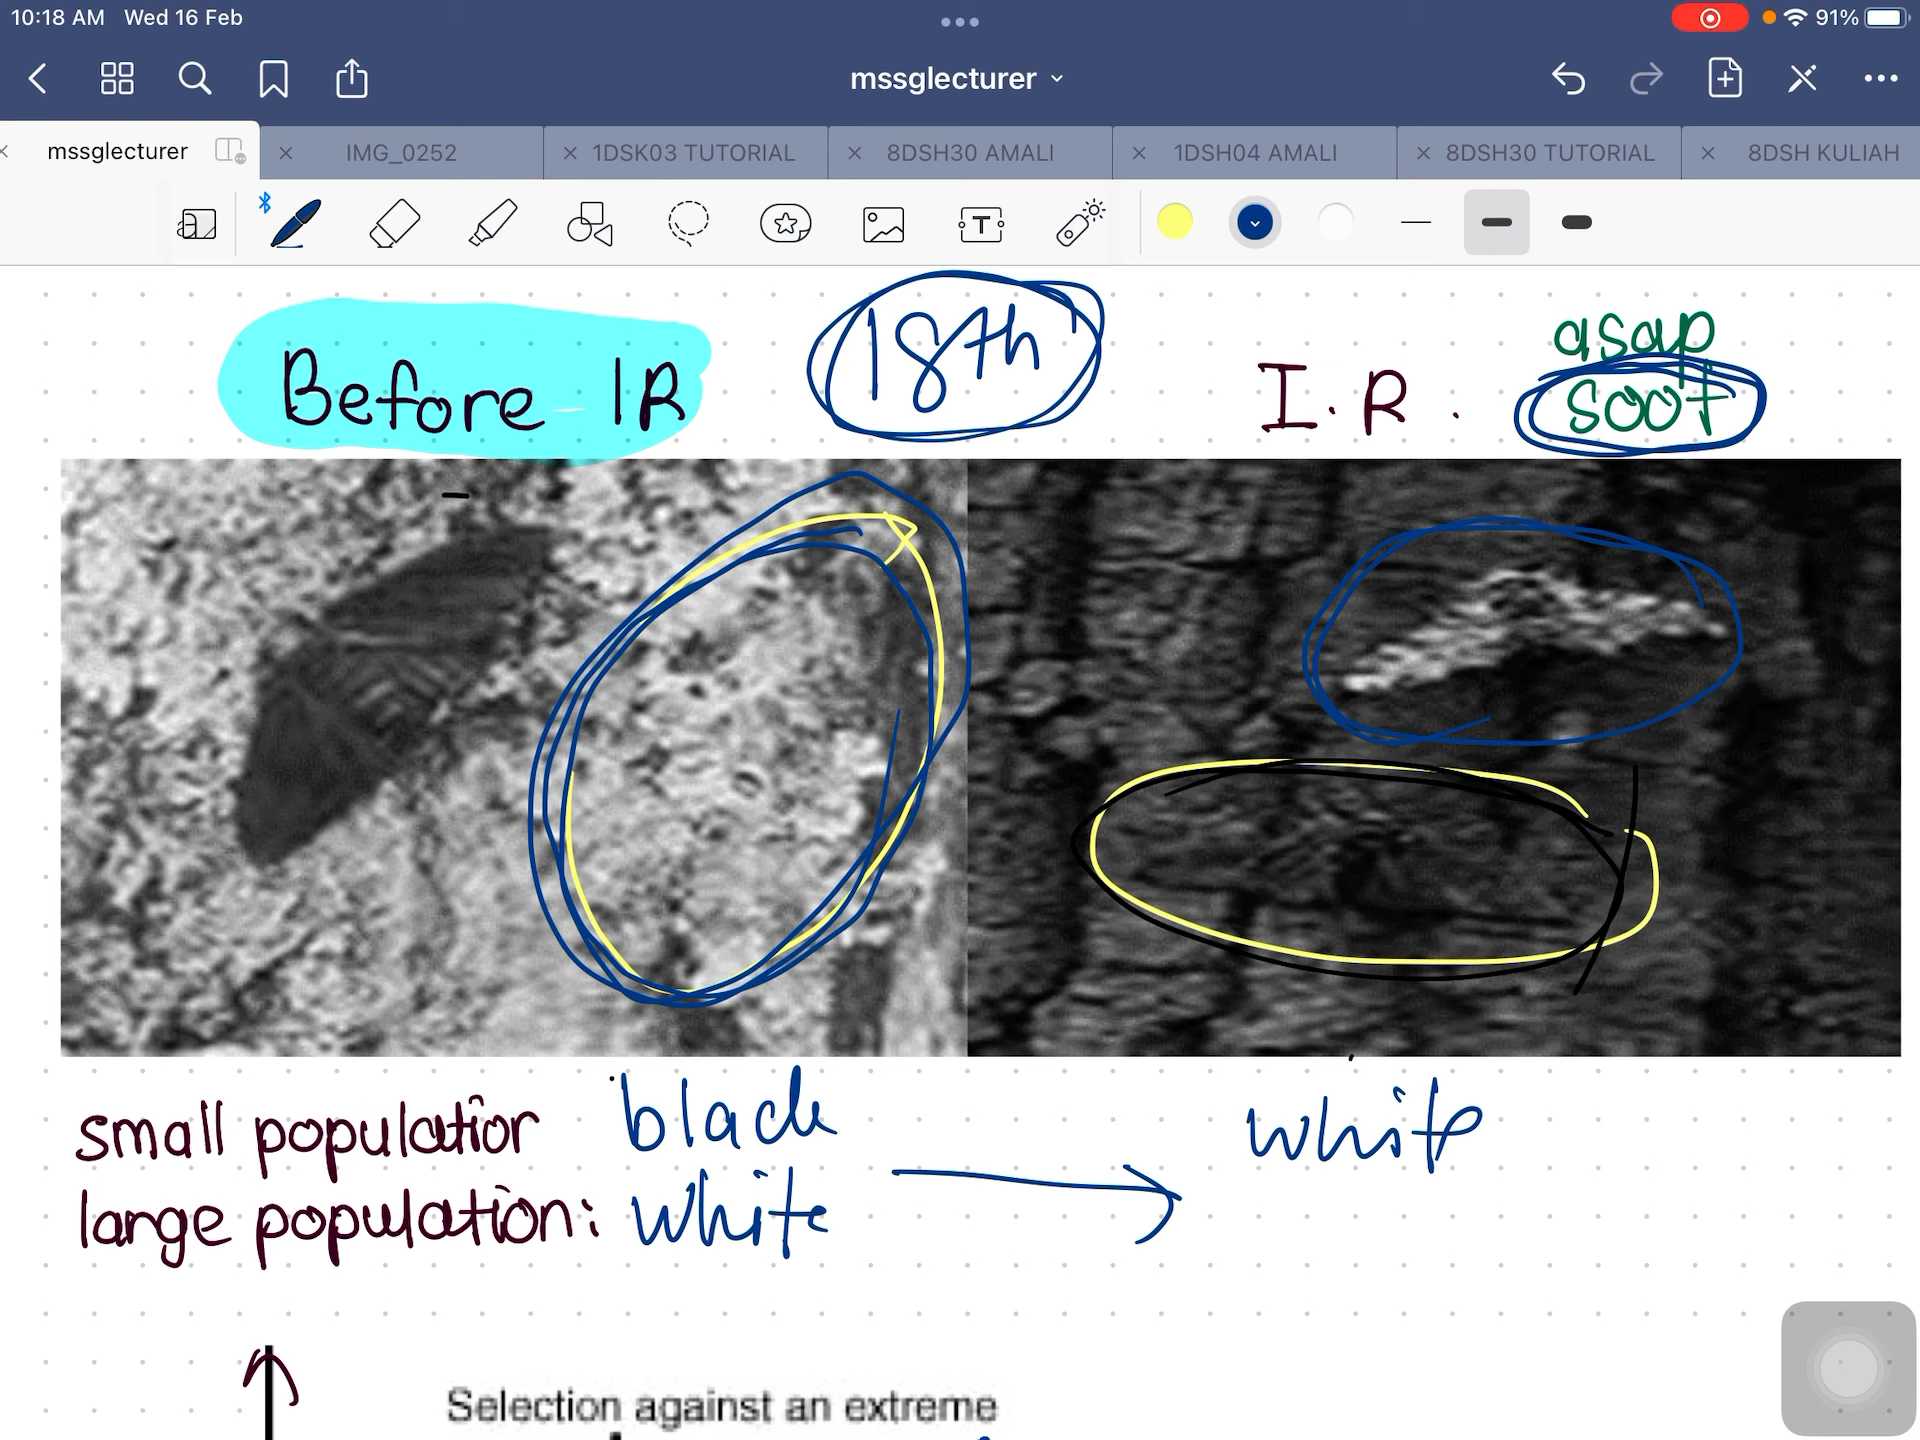 10:18 AM Wed 16 Feb
91%
mssglecturer
mssglecturer
IMG_0252
1DSK03 TUTORIAL
8DSH30 AMALI
1DSH04 AMALI
8DSH30 TUTORIAL
8DSH KULIAH
Before IR
18th
I.R.
asap
soot
small population black
large population: white
white
Selection against an extreme